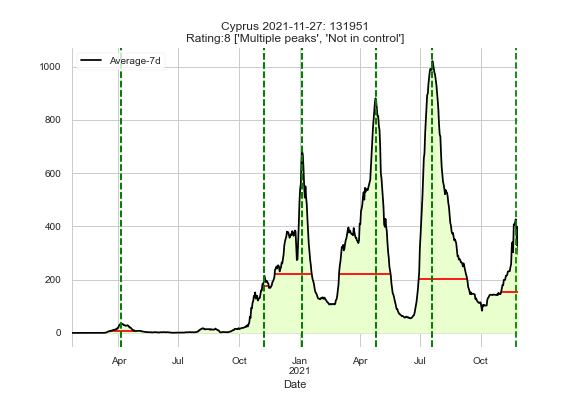 Cyprus 2021-11-27: 131951
Rating:8 ['Multiple peaks', 'Not in control']
Average-7d
1000
800
600
400
200
0
Apr Jul Oct Jan Apr Jul Oct
2021
Date